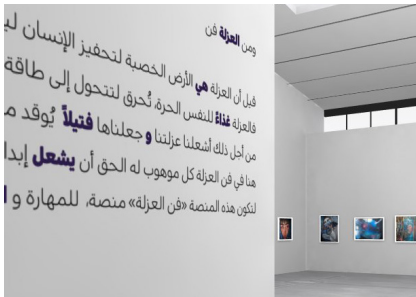 ومن العزلة فن
قيل أن العزلة هي الأرض الخصبة لتحفيز الإنسان
فالعزلة غذاءً للنفس الحرة، تُحرق لتتحول إلى طاقة
من أجل ذلك أشعلنا عزلتنا و جعلناها فتيلاً يُوقد
هنا في فن العزلة كل موهوب له الحق أن يشعل
لتكون هذه المنصة «فن العزلة» منصة، للمهارة و